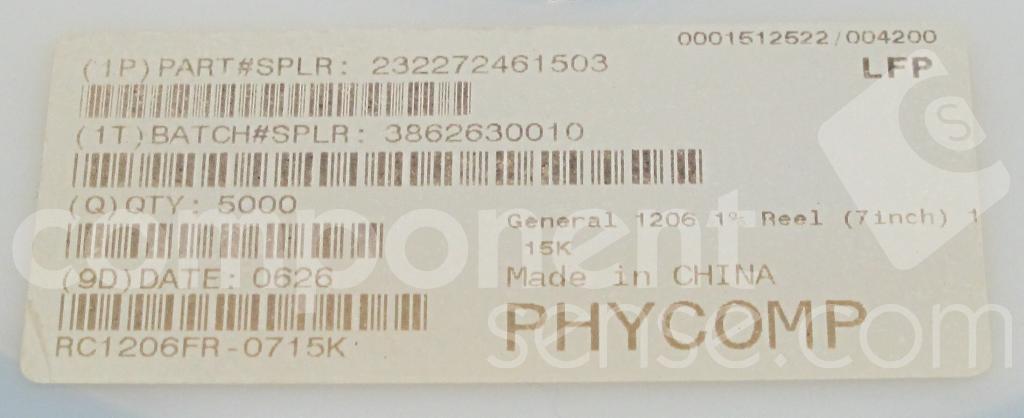 0001512522/004200
(1P)PART#SPLR: 232272461503
LFP
(1T)BATCH#SPLR: 3862630010
(Q)QTY: 5000
General 1206 1% Reel (7inch) 1
15K
(9D)DATE: 0626
Made in CHINA
PHYCOMP
RC1206FR-0715K
component
sense.com
CS